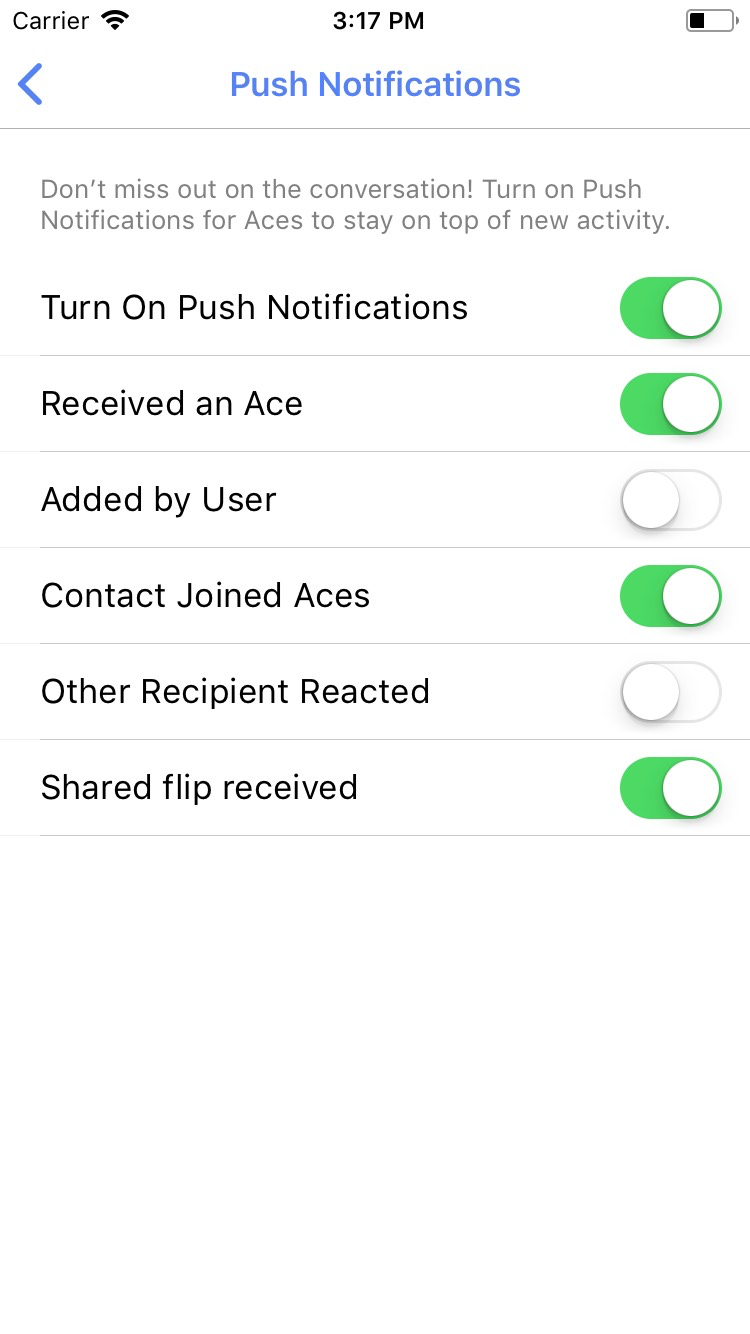 Carrier 3:17 PM
Push Notifications
Don’t miss out on the conversation! Turn on Push
Notifications for Aces to stay on top of new activity.
Turn On Push Notifications
Received an Ace
Added by User
Contact Joined Aces
Other Recipient Reacted
Shared flip received